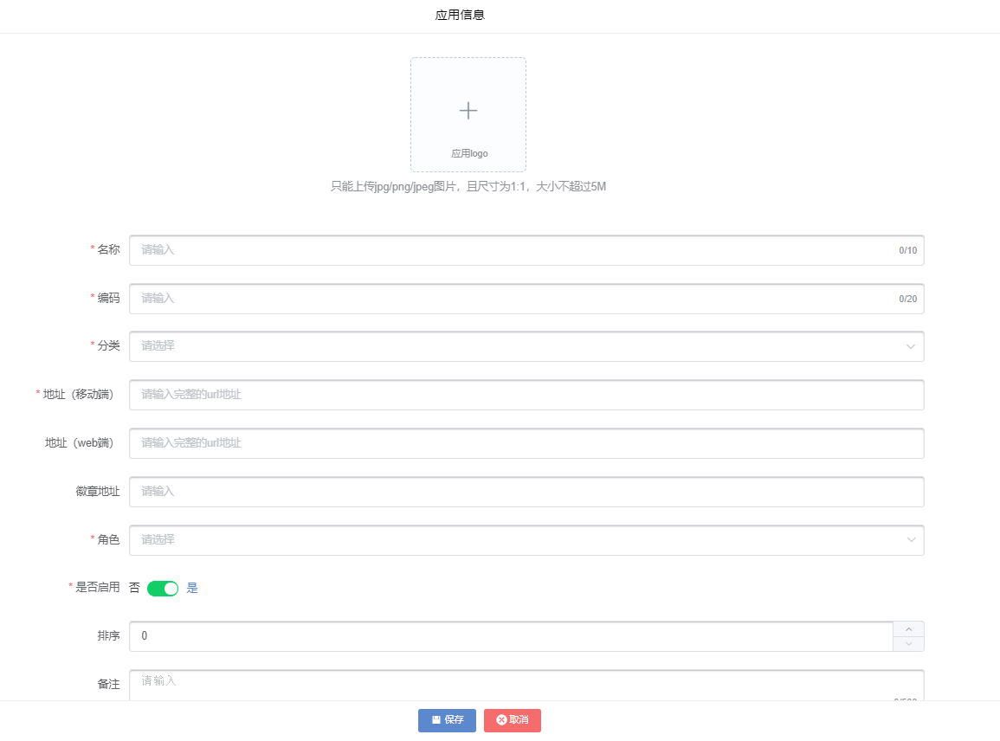 应用信息
应用logo
只能上传jpg/png/jpeg图片，且尺寸为1:1，大小不超过5M
* 名称 请输入 0/10
* 编码 请输入 0/20
* 分类 请选择
* 地址（移动端） 请输入完整的url地址
地址（web端） 请输入完整的url地址
徽章地址 请输入
* 角色 请选择
* 是否启用 否 是
排序 0
备注 请输入
保存 取消